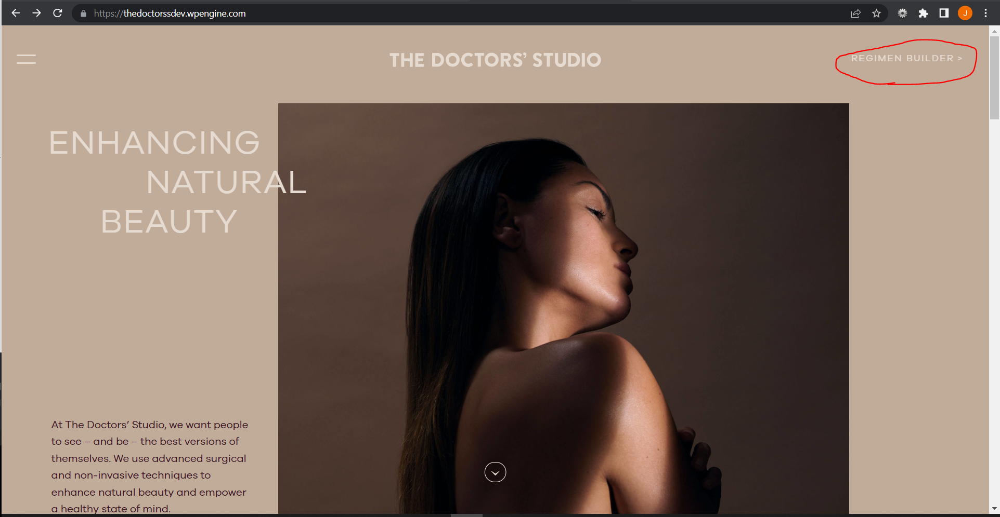 https://thedoctorssdev.wpengine.com
J
THE DOCTORS’ STUDIO
REGIMEN BUILDER >
ENHANCING
NATURAL
BEAUTY
At The Doctors’ Studio, we want people
to see – and be – the best versions of
themselves. We use advanced surgical
and non-invasive techniques to
enhance natural beauty and empower
a healthy state of mind.